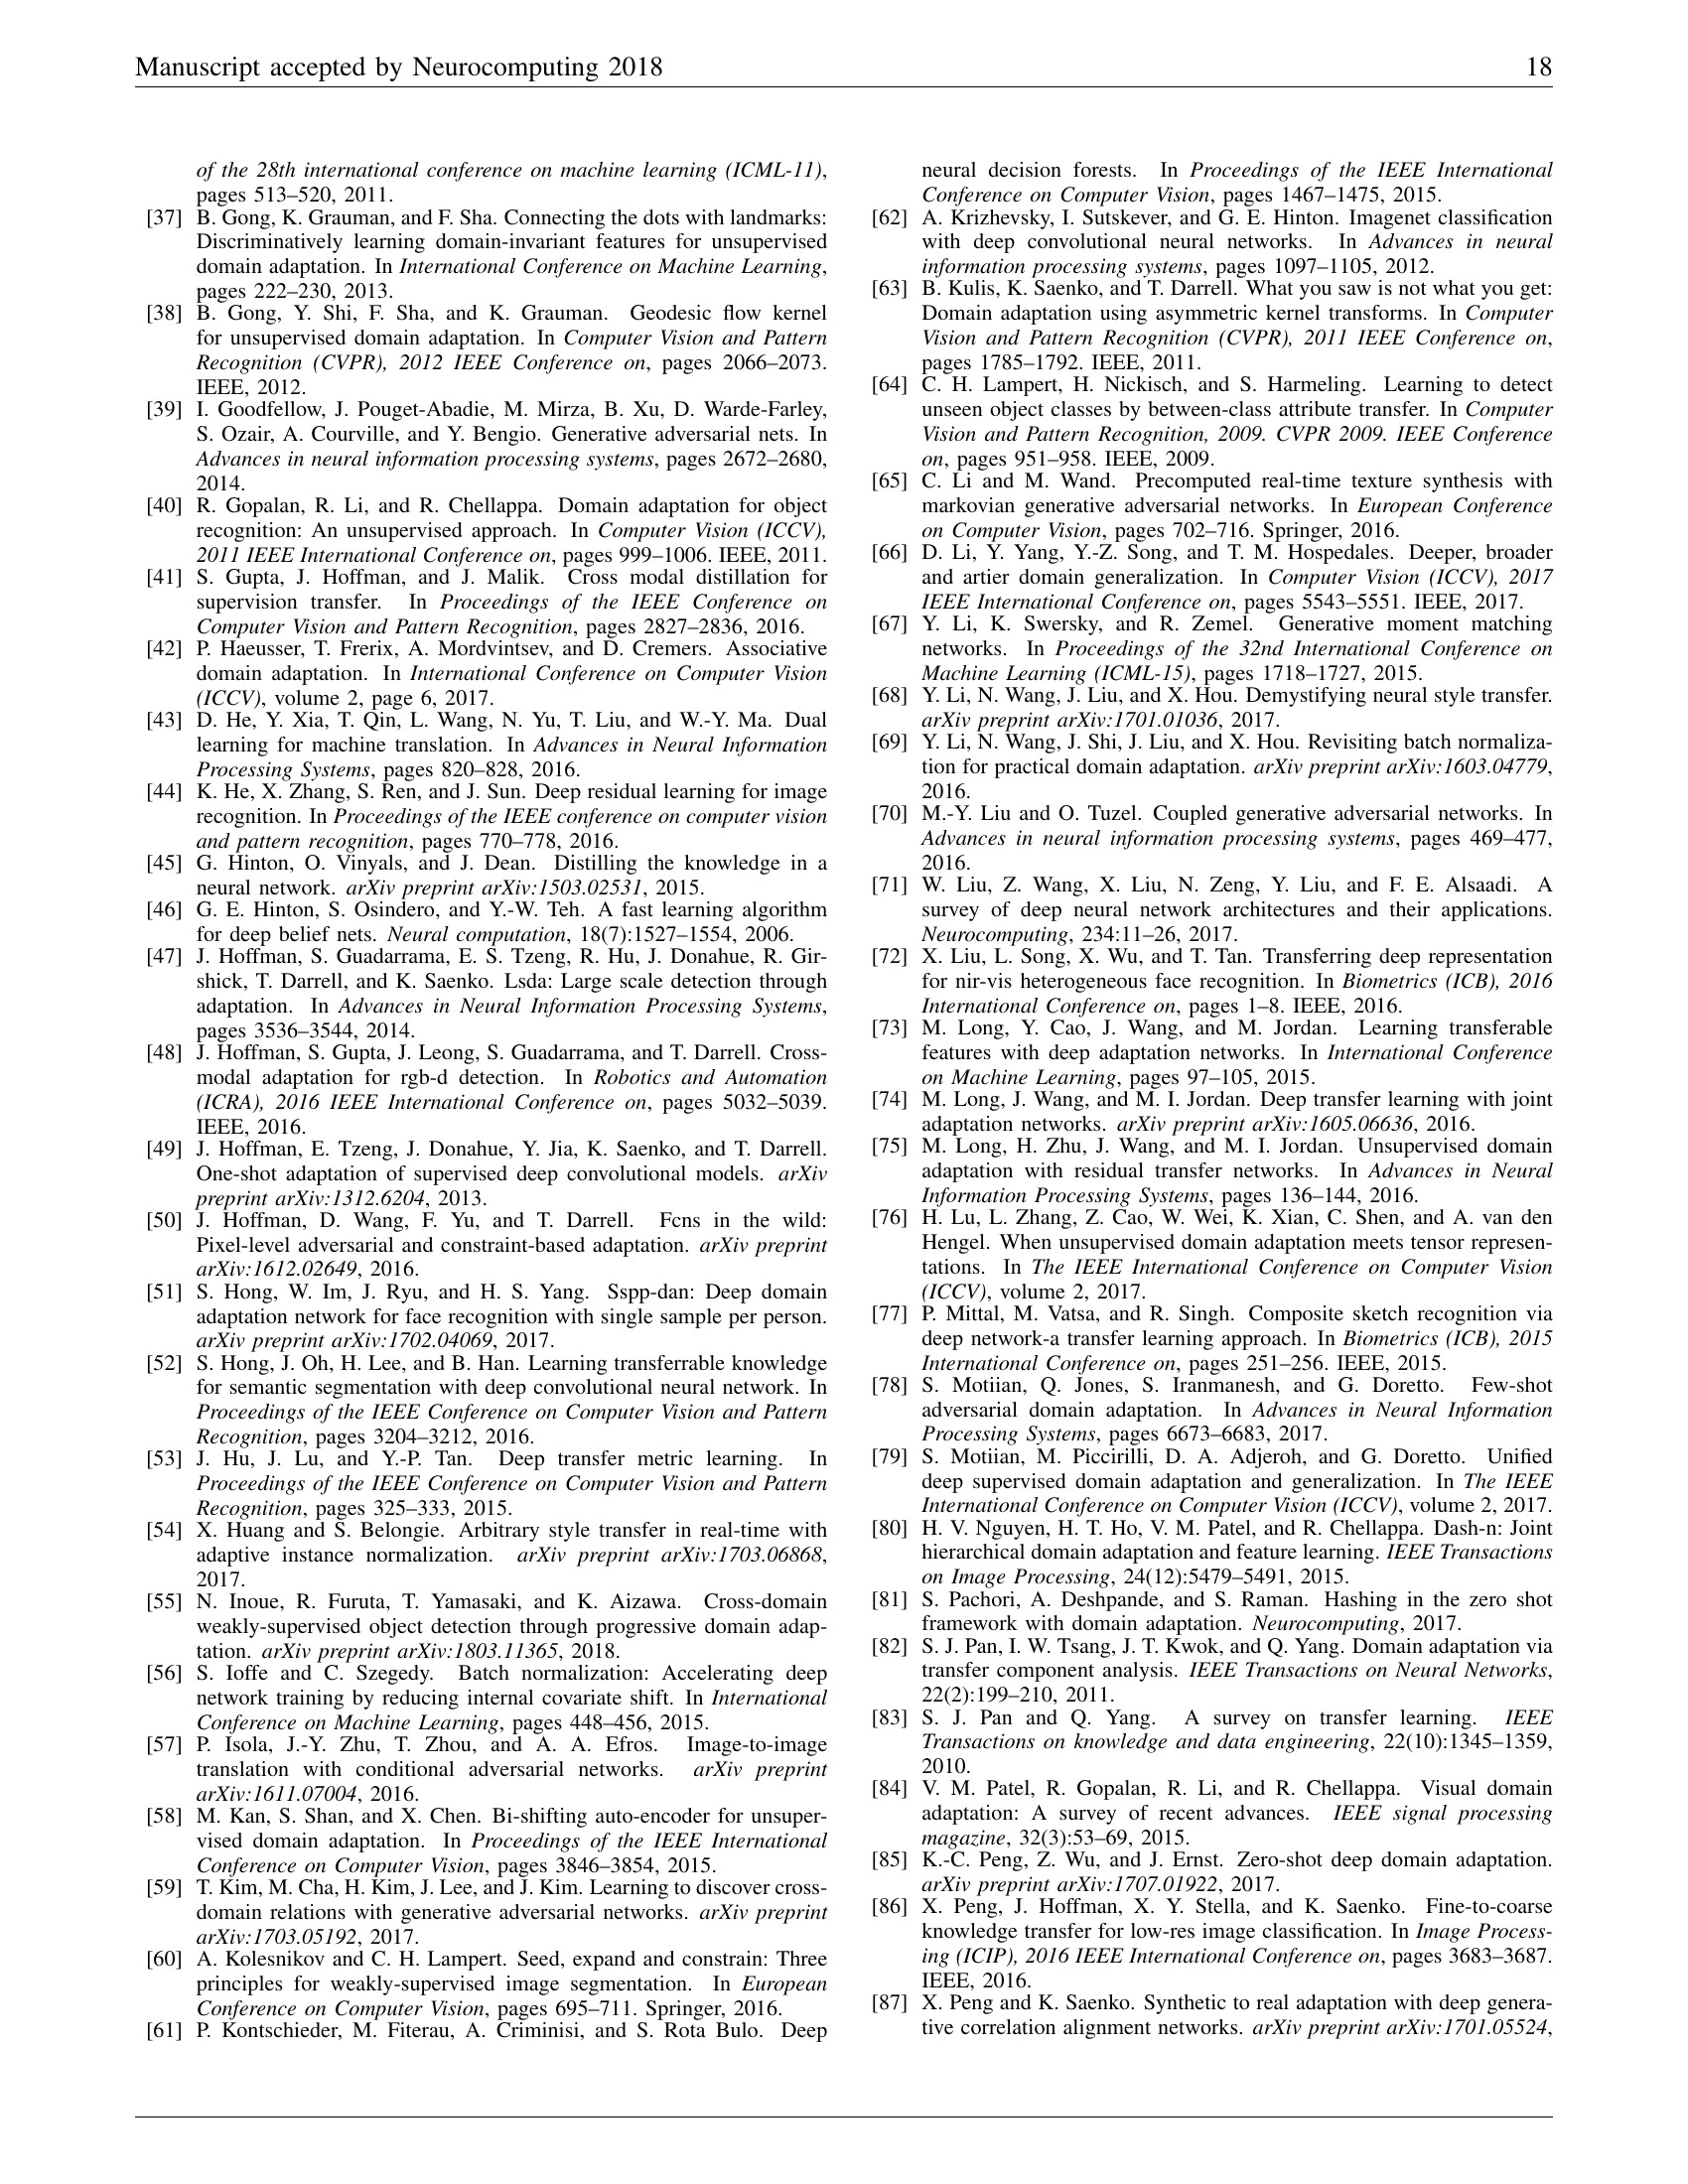 Manuscript accepted by Neurocomputing 2018
18
of the 28th international conference on machine learning (ICML-11),
pages 513–520, 2011.
[37] B. Gong, K. Grauman, and F. Sha. Connecting the dots with landmarks:
Discriminatively learning domain-invariant features for unsupervised
domain adaptation. In International Conference on Machine Learning,
pages 222–230, 2013.
[38] B. Gong, Y. Shi, F. Sha, and K. Grauman. Geodesic flow kernel
for unsupervised domain adaptation. In Computer Vision and Pattern
Recognition (CVPR), 2012 IEEE Conference on, pages 2066–2073.
IEEE, 2012.
[39] I. Goodfellow, J. Pouget-Abadie, M. Mirza, B. Xu, D. Warde-Farley,
S. Ozair, A. Courville, and Y. Bengio. Generative adversarial nets. In
Advances in neural information processing systems, pages 2672–2680,
2014.
[40] R. Gopalan, R. Li, and R. Chellappa. Domain adaptation for object
recognition: An unsupervised approach. In Computer Vision (ICCV),
2011 IEEE International Conference on, pages 999–1006. IEEE, 2011.
[41] S. Gupta, J. Hoffman, and J. Malik. Cross modal distillation for
supervision transfer. In Proceedings of the IEEE Conference on
Computer Vision and Pattern Recognition, pages 2827–2836, 2016.
[42] P. Haeusser, T. Frerix, A. Mordvintsev, and D. Cremers. Associative
domain adaptation. In International Conference on Computer Vision
(ICCV), volume 2, page 6, 2017.
[43] D. He, Y. Xia, T. Qin, L. Wang, N. Yu, T. Liu, and W.-Y. Ma. Dual
learning for machine translation. In Advances in Neural Information
Processing Systems, pages 820–828, 2016.
[44] K. He, X. Zhang, S. Ren, and J. Sun. Deep residual learning for image
recognition. In Proceedings of the IEEE conference on computer vision
and pattern recognition, pages 770–778, 2016.
[45] G. Hinton, O. Vinyals, and J. Dean. Distilling the knowledge in a
neural network. arXiv preprint arXiv:1503.02531, 2015.
[46] G. E. Hinton, S. Osindero, and Y.-W. Teh. A fast learning algorithm
for deep belief nets. Neural computation, 18(7):1527–1554, 2006.
[47] J. Hoffman, S. Guadarrama, E. S. Tzeng, R. Hu, J. Donahue, R. Gir-
shick, T. Darrell, and K. Saenko. Lsda: Large scale detection through
adaptation. In Advances in Neural Information Processing Systems,
pages 3536–3544, 2014.
[48] J. Hoffman, S. Gupta, J. Leong, S. Guadarrama, and T. Darrell. Cross-
modal adaptation for rgb-d detection. In Robotics and Automation
(ICRA), 2016 IEEE International Conference on, pages 5032–5039.
IEEE, 2016.
[49] J. Hoffman, E. Tzeng, J. Donahue, Y. Jia, K. Saenko, and T. Darrell.
One-shot adaptation of supervised deep convolutional models. arXiv
preprint arXiv:1312.6204, 2013.
[50] J. Hoffman, D. Wang, F. Yu, and T. Darrell. Fcns in the wild:
Pixel-level adversarial and constraint-based adaptation. arXiv preprint
arXiv:1612.02649, 2016.
[51] S. Hong, W. Im, J. Ryu, and H. S. Yang. Sspp-dan: Deep domain
adaptation network for face recognition with single sample per person.
arXiv preprint arXiv:1702.04069, 2017.
[52] S. Hong, J. Oh, H. Lee, and B. Han. Learning transferrable knowledge
for semantic segmentation with deep convolutional neural network. In
Proceedings of the IEEE Conference on Computer Vision and Pattern
Recognition, pages 3204–3212, 2016.
[53] J. Hu, J. Lu, and Y.-P. Tan. Deep transfer metric learning. In
Proceedings of the IEEE Conference on Computer Vision and Pattern
Recognition, pages 325–333, 2015.
[54] X. Huang and S. Belongie. Arbitrary style transfer in real-time with
adaptive instance normalization. arXiv preprint arXiv:1703.06868,
2017.
[55] N. Inoue, R. Furuta, T. Yamasaki, and K. Aizawa. Cross-domain
weakly-supervised object detection through progressive domain adap-
tation. arXiv preprint arXiv:1803.11365, 2018.
[56] S. Ioffe and C. Szegedy. Batch normalization: Accelerating deep
network training by reducing internal covariate shift. In International
Conference on Machine Learning, pages 448–456, 2015.
[57] P. Isola, J.-Y. Zhu, T. Zhou, and A. A. Efros. Image-to-image
translation with conditional adversarial networks. arXiv preprint
arXiv:1611.07004, 2016.
[58] M. Kan, S. Shan, and X. Chen. Bi-shifting auto-encoder for unsuper-
vised domain adaptation. In Proceedings of the IEEE International
Conference on Computer Vision, pages 3846–3854, 2015.
[59] T. Kim, M. Cha, H. Kim, J. Lee, and J. Kim. Learning to discover cross-
domain relations with generative adversarial networks. arXiv preprint
arXiv:1703.05192, 2017.
[60] A. Kolesnikov and C. H. Lampert. Seed, expand and constrain: Three
principles for weakly-supervised image segmentation. In European
Conference on Computer Vision, pages 695–711. Springer, 2016.
[61] P. Kontschieder, M. Fiterau, A. Criminisi, and S. Rota Bulo. Deep
neural decision forests. In Proceedings of the IEEE International
Conference on Computer Vision, pages 1467–1475, 2015.
[62] A. Krizhevsky, I. Sutskever, and G. E. Hinton. Imagenet classification
with deep convolutional neural networks. In Advances in neural
information processing systems, pages 1097–1105, 2012.
[63] B. Kulis, K. Saenko, and T. Darrell. What you saw is not what you get:
Domain adaptation using asymmetric kernel transforms. In Computer
Vision and Pattern Recognition (CVPR), 2011 IEEE Conference on,
pages 1785–1792. IEEE, 2011.
[64] C. H. Lampert, H. Nickisch, and S. Harmeling. Learning to detect
unseen object classes by between-class attribute transfer. In Computer
Vision and Pattern Recognition, 2009. CVPR 2009. IEEE Conference
on, pages 951–958. IEEE, 2009.
[65] C. Li and M. Wand. Precomputed real-time texture synthesis with
markovian generative adversarial networks. In European Conference
on Computer Vision, pages 702–716. Springer, 2016.
[66] D. Li, Y. Yang, Y.-Z. Song, and T. M. Hospedales. Deeper, broader
and artier domain generalization. In Computer Vision (ICCV), 2017
IEEE International Conference on, pages 5543–5551. IEEE, 2017.
[67] Y. Li, K. Swersky, and R. Zemel. Generative moment matching
networks. In Proceedings of the 32nd International Conference on
Machine Learning (ICML-15), pages 1718–1727, 2015.
[68] Y. Li, N. Wang, J. Liu, and X. Hou. Demystifying neural style transfer.
arXiv preprint arXiv:1701.01036, 2017.
[69] Y. Li, N. Wang, J. Shi, J. Liu, and X. Hou. Revisiting batch normaliza-
tion for practical domain adaptation. arXiv preprint arXiv:1603.04779,
2016.
[70] M.-Y. Liu and O. Tuzel. Coupled generative adversarial networks. In
Advances in neural information processing systems, pages 469–477,
2016.
[71] W. Liu, Z. Wang, X. Liu, N. Zeng, Y. Liu, and F. E. Alsaadi. A
survey of deep neural network architectures and their applications.
Neurocomputing, 234:11–26, 2017.
[72] X. Liu, L. Song, X. Wu, and T. Tan. Transferring deep representation
for nir-vis heterogeneous face recognition. In Biometrics (ICB), 2016
International Conference on, pages 1–8. IEEE, 2016.
[73] M. Long, Y. Cao, J. Wang, and M. Jordan. Learning transferable
features with deep adaptation networks. In International Conference
on Machine Learning, pages 97–105, 2015.
[74] M. Long, J. Wang, and M. I. Jordan. Deep transfer learning with joint
adaptation networks. arXiv preprint arXiv:1605.06636, 2016.
[75] M. Long, H. Zhu, J. Wang, and M. I. Jordan. Unsupervised domain
adaptation with residual transfer networks. In Advances in Neural
Information Processing Systems, pages 136–144, 2016.
[76] H. Lu, L. Zhang, Z. Cao, W. Wei, K. Xian, C. Shen, and A. van den
Hengel. When unsupervised domain adaptation meets tensor represen-
tations. In The IEEE International Conference on Computer Vision
(ICCV), volume 2, 2017.
[77] P. Mittal, M. Vatsa, and R. Singh. Composite sketch recognition via
deep network-a transfer learning approach. In Biometrics (ICB), 2015
International Conference on, pages 251–256. IEEE, 2015.
[78] S. Motiian, Q. Jones, S. Iranmanesh, and G. Doretto. Few-shot
adversarial domain adaptation. In Advances in Neural Information
Processing Systems, pages 6673–6683, 2017.
[79] S. Motiian, M. Piccirilli, D. A. Adjeroh, and G. Doretto. Unified
deep supervised domain adaptation and generalization. In The IEEE
International Conference on Computer Vision (ICCV), volume 2, 2017.
[80] H. V. Nguyen, H. T. Ho, V. M. Patel, and R. Chellappa. Dash-n: Joint
hierarchical domain adaptation and feature learning. IEEE Transactions
on Image Processing, 24(12):5479–5491, 2015.
[81] S. Pachori, A. Deshpande, and S. Raman. Hashing in the zero shot
framework with domain adaptation. Neurocomputing, 2017.
[82] S. J. Pan, I. W. Tsang, J. T. Kwok, and Q. Yang. Domain adaptation via
transfer component analysis. IEEE Transactions on Neural Networks,
22(2):199–210, 2011.
[83] S. J. Pan and Q. Yang. A survey on transfer learning. IEEE
Transactions on knowledge and data engineering, 22(10):1345–1359,
2010.
[84] V. M. Patel, R. Gopalan, R. Li, and R. Chellappa. Visual domain
adaptation: A survey of recent advances. IEEE signal processing
magazine, 32(3):53–69, 2015.
[85] K.-C. Peng, Z. Wu, and J. Ernst. Zero-shot deep domain adaptation.
arXiv preprint arXiv:1707.01922, 2017.
[86] X. Peng, J. Hoffman, X. Y. Stella, and K. Saenko. Fine-to-coarse
knowledge transfer for low-res image classification. In Image Process-
ing (ICIP), 2016 IEEE International Conference on, pages 3683–3687.
IEEE, 2016.
[87] X. Peng and K. Saenko. Synthetic to real adaptation with deep genera-
tive correlation alignment networks. arXiv preprint arXiv:1701.05524,